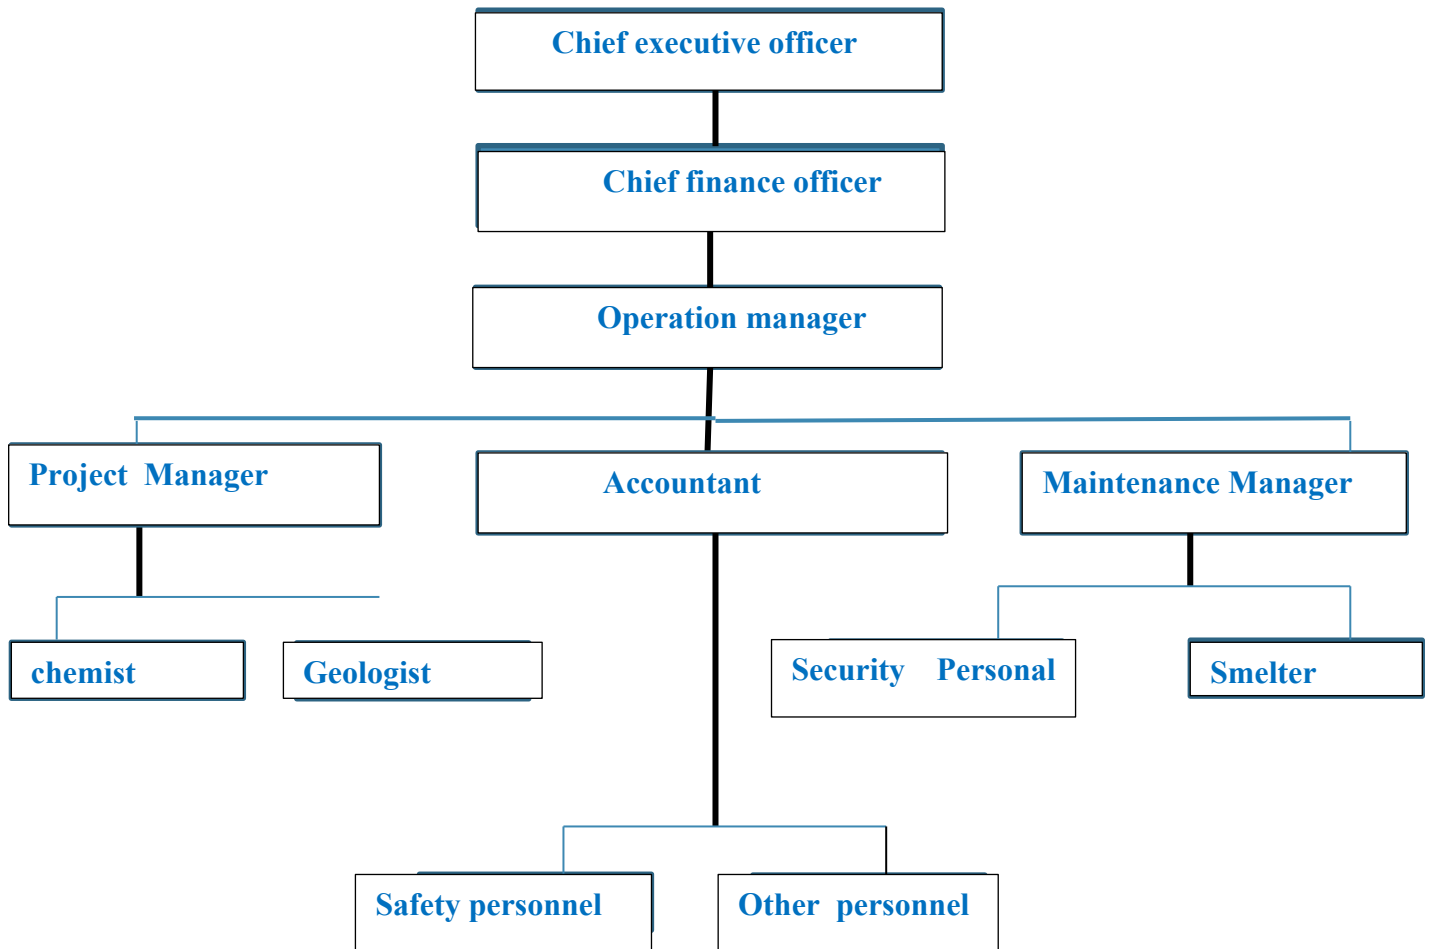 Chief executive officer
Chief finance officer
Operation manager
Project Manager
Accountant
Maintenance Manager
chemist
Geologist
Security Personal
Smelter
Safety personnel
Other personnel